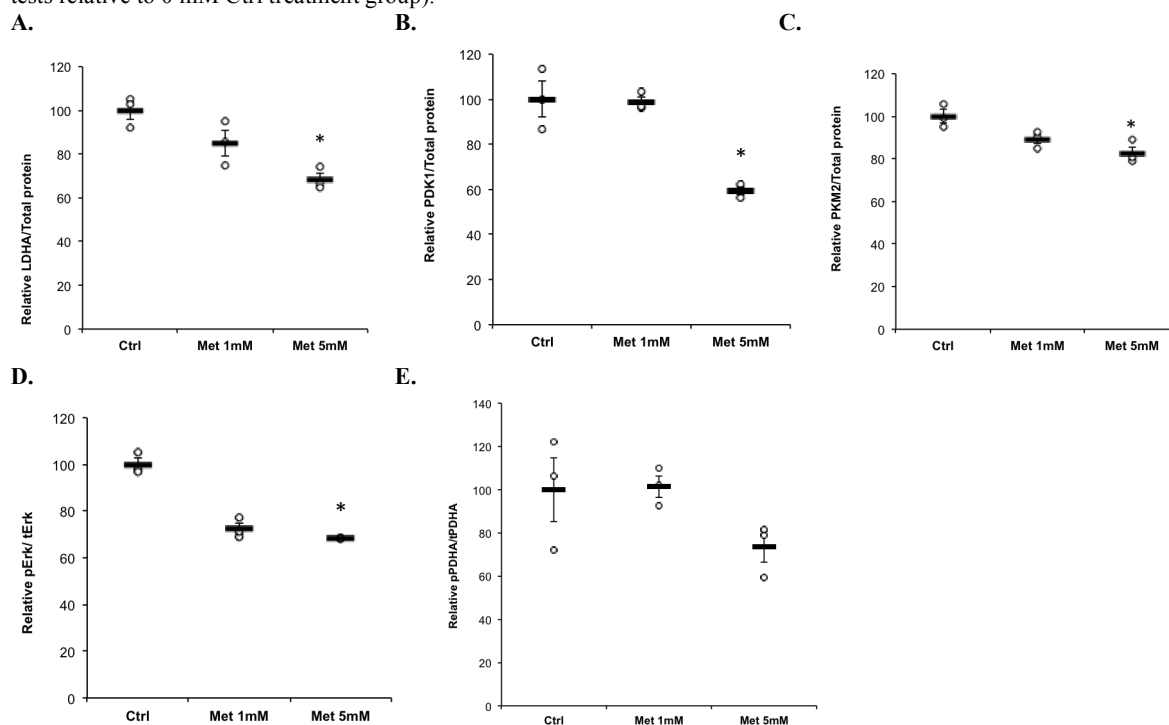 tests relative to 0 mM Ctrl treatment group).
A.
B.
C.
120
100
80
60
40
20
0
Relative LDHA/Total protein
*
Ctrl
Met 1mM
Met 5mM
120
100
80
60
40
20
0
Relative PDK1/Total protein
*
Ctrl
Met 1mM
Met 5mM
120
100
80
60
40
20
0
Relative PKM2/Total protein
*
Ctrl
Met 1mM
Met 5mM
D.
E.
120
100
80
60
40
20
0
Relative pErk/ tErk
*
Ctrl
Met 1mM
Met 5mM
140
120
100
80
60
40
20
0
Relative pPDHA/tPDHA
Ctrl
Met 1mM
Met 5mM